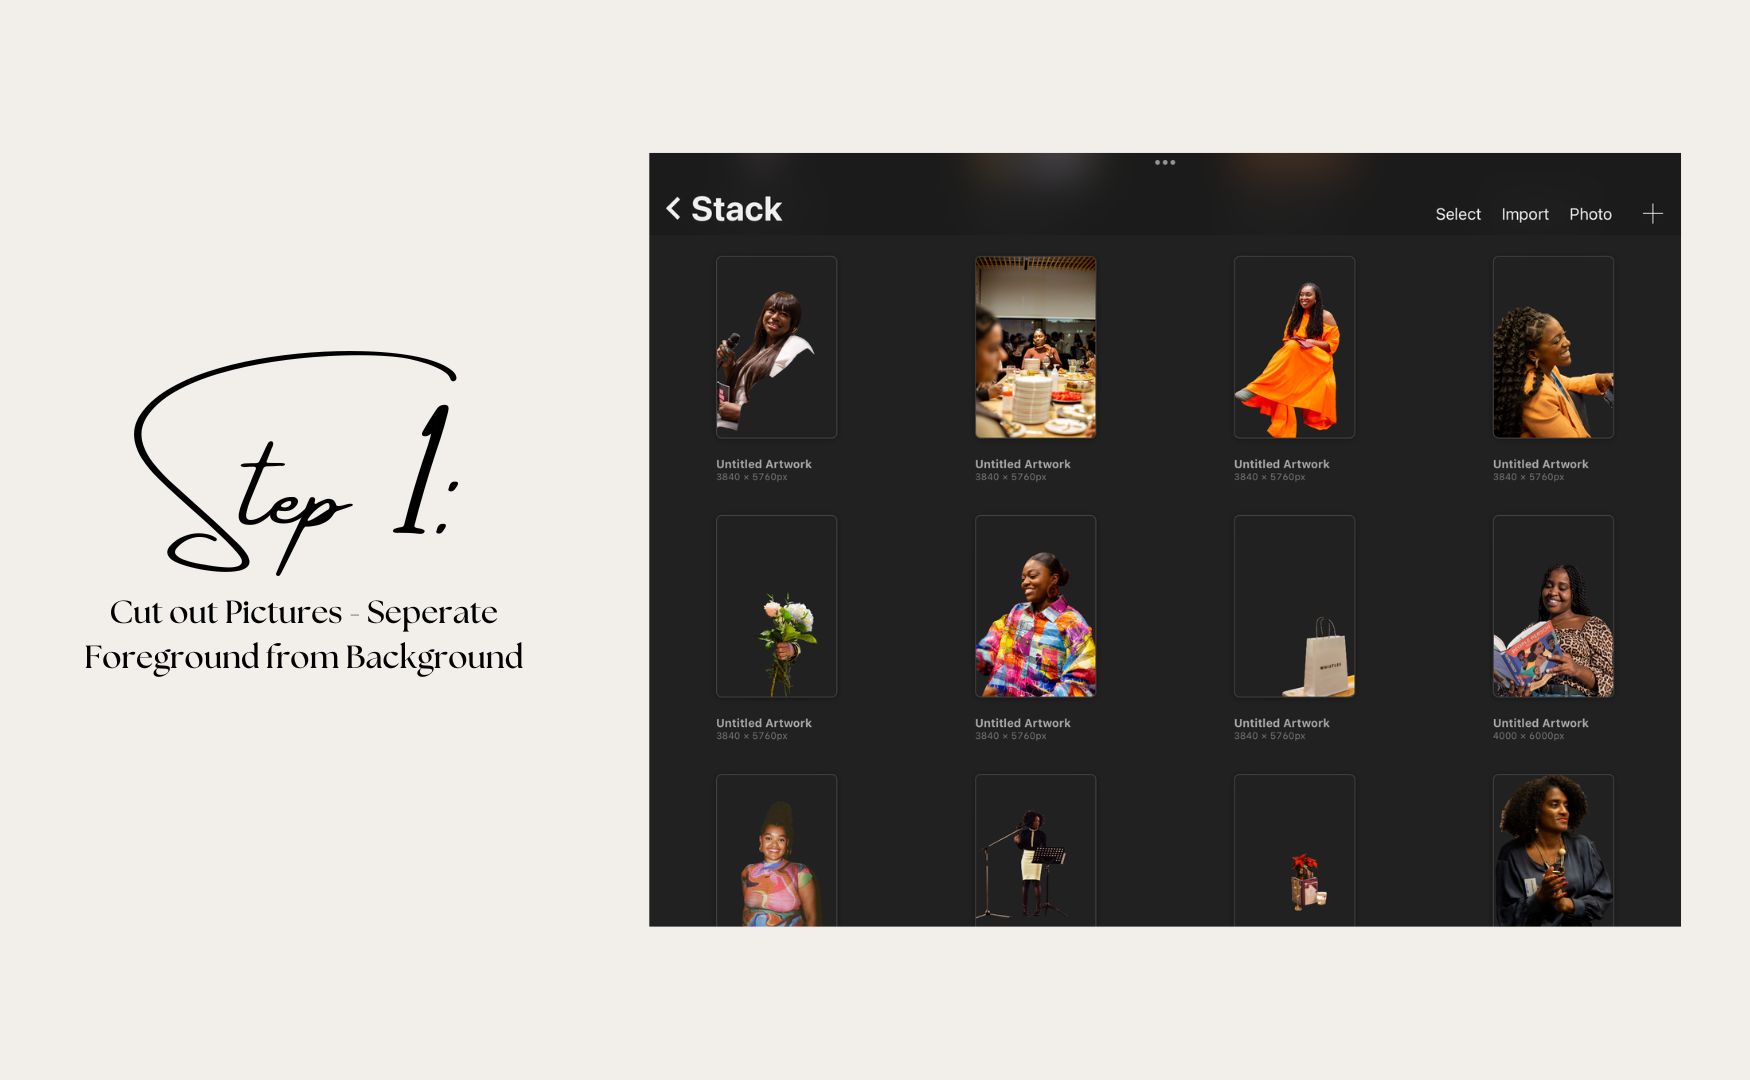 Step 1:
Cut out Pictures - Seperate
Foreground from Background
Stack
Select Import Photo
Untitled Artwork
3840 × 5760px
Untitled Artwork
3840 × 5760px
Untitled Artwork
3840 × 5760px
Untitled Artwork
3840 × 5760px
WHISTLES
Untitled Artwork
3840 × 5760px
Untitled Artwork
3840 × 5760px
Untitled Artwork
3840 × 5760px
Untitled Artwork
4000 × 6000px